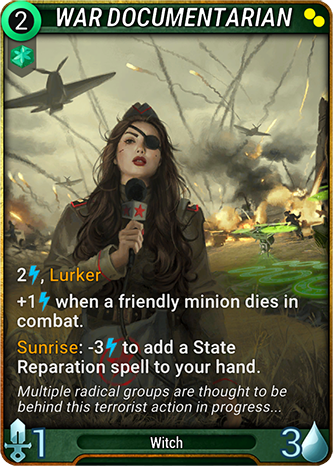 2 WAR DOCUMENTARIAN
2, Lurker
+1 when a friendly minion dies in
combat.
Sunrise: -3 to add a State
Reparation spell to your hand.
Multiple radical groups are thought to be
behind this terrorist action in progress...
1 Witch 3